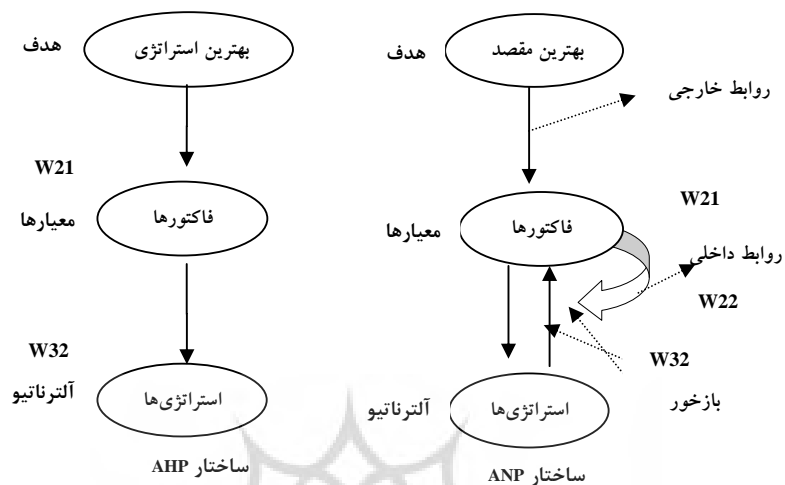 هدف
بهترین استراتژی
W21
معیارها
فاکتورها
W32
آلترناتیو
استراتژی‌ها
ساختار AHP
هدف
بهترین مقصد
روابط خارجی
W21
معیارها
فاکتورها
روابط داخلی
W22
W32
بازخور
آلترناتیو
استراتژی‌ها
ساختار ANP